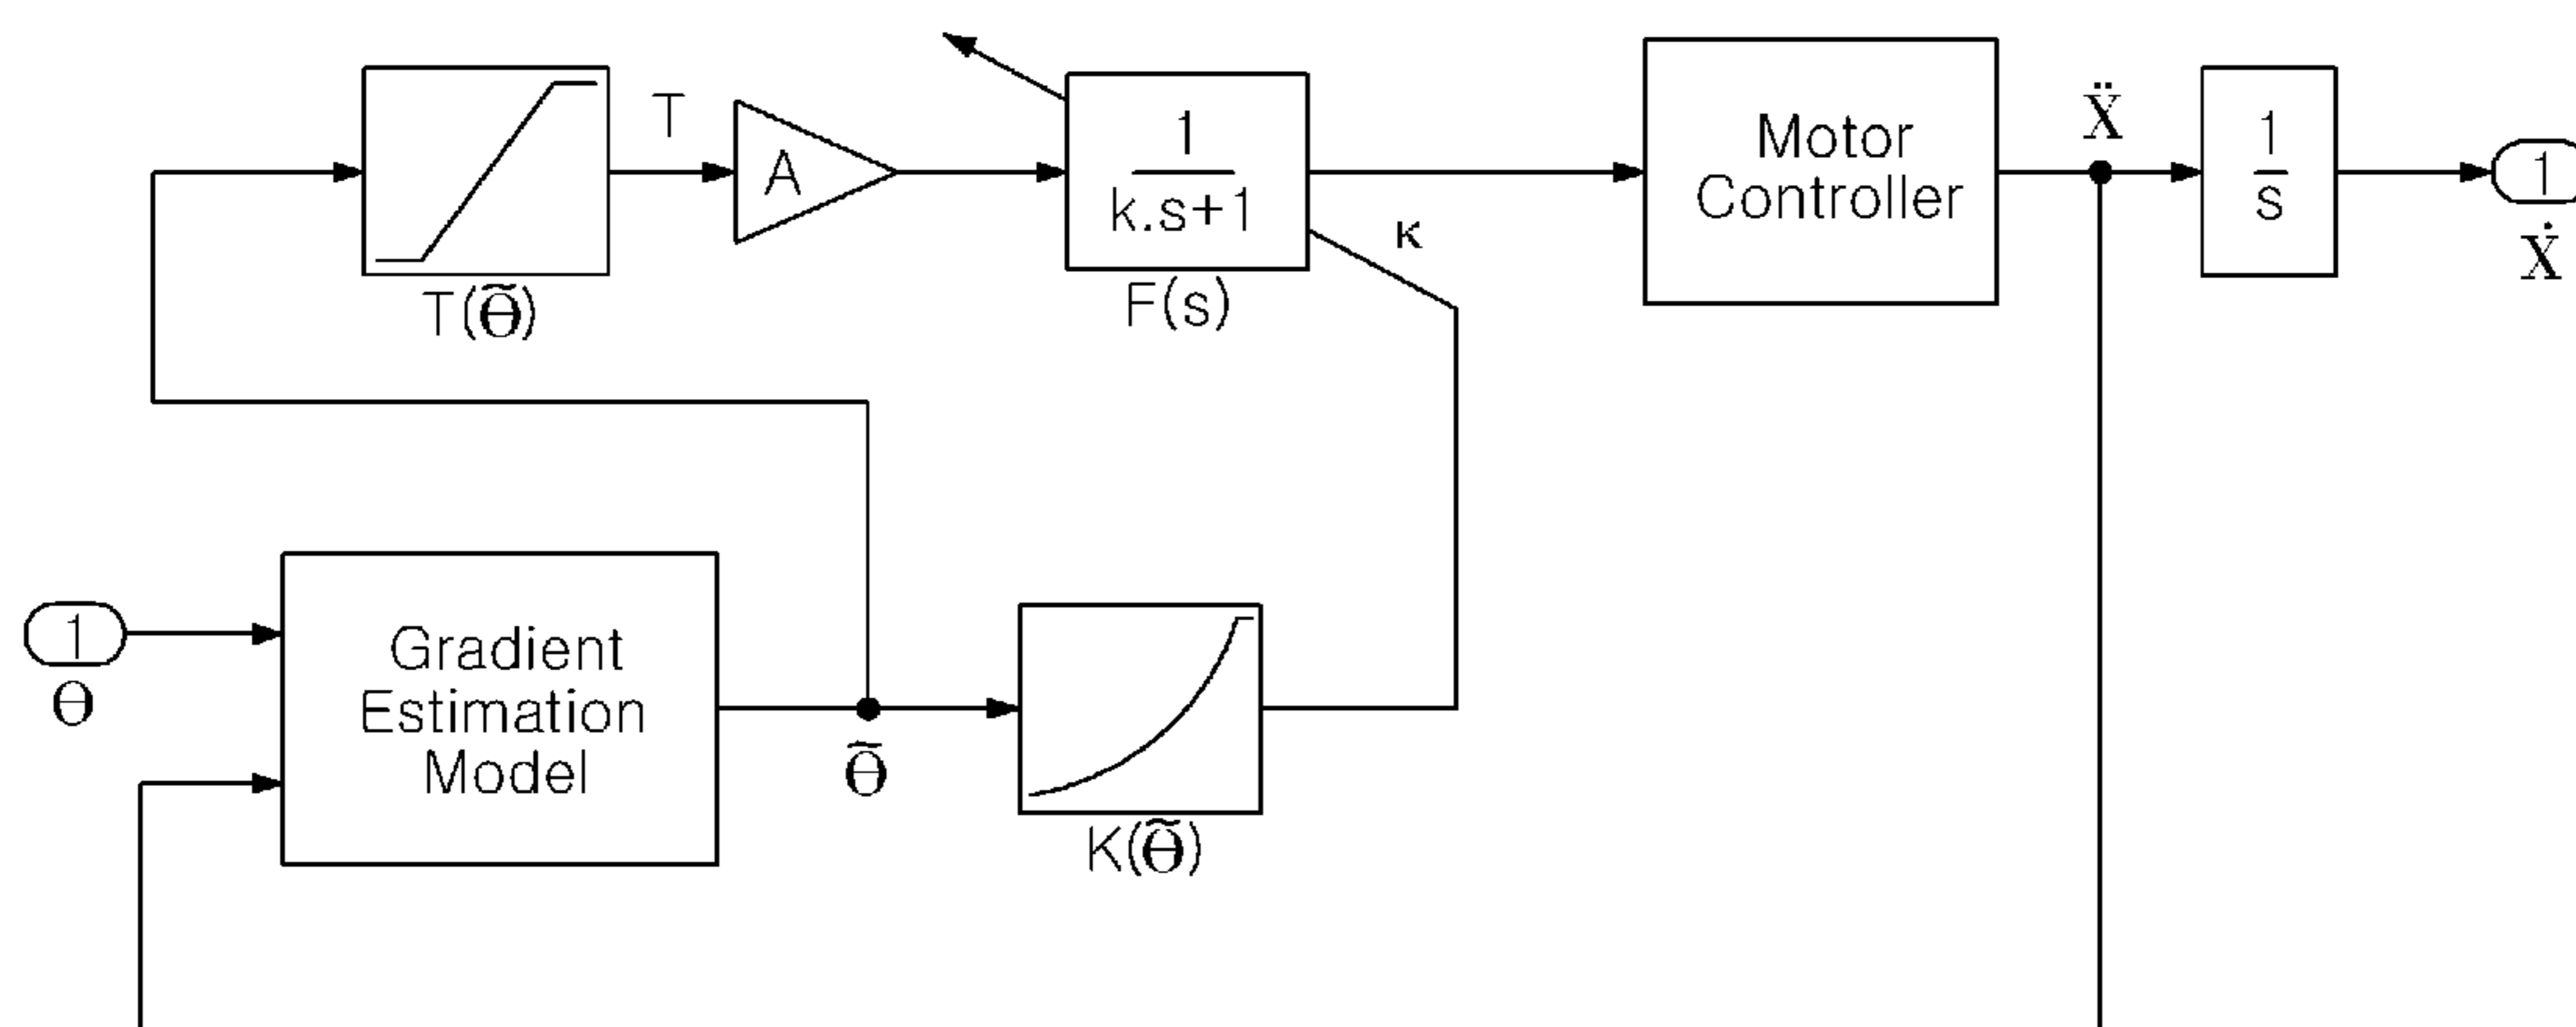 T
A
1
k.s+1
F(s)
T(Θ̃)
κ
Motor
Controller
Ẍ
1
s
1
Ẋ
1
Θ
Gradient
Estimation
Model
Θ̃
K(Θ̃)